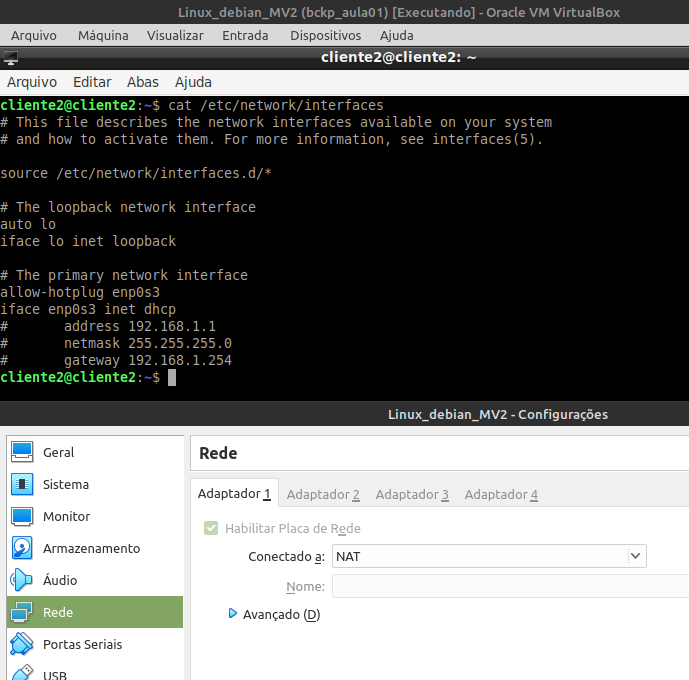 Linux_debian_MV2 (bckp_aula01) [Executando] - Oracle VM VirtualBox
Arquivo Máquina Visualizar Entrada Dispositivos Ajuda
cliente2@cliente2: ~
Arquivo Editar Abas Ajuda
cliente2@cliente2:~$ cat /etc/network/interfaces
# This file describes the network interfaces available on your system
# and how to activate them. For more information, see interfaces(5).
source /etc/network/interfaces.d/*
# The loopback network interface
auto lo
iface lo inet loopback
# The primary network interface
allow-hotplug enp0s3
iface enp0s3 inet dhcp
#       address 192.168.1.1
#       netmask 255.255.255.0
#       gateway 192.168.1.254
cliente2@cliente2:~$
Linux_debian_MV2 - Configurações
Geral
Sistema
Monitor
Armazenamento
Áudio
Rede
Portas Seriais
USB
Rede
Adaptador 1 Adaptador 2 Adaptador 3 Adaptador 4
Habilitar Placa de Rede
Conectado a: NAT
Nome:
Avançado (D)